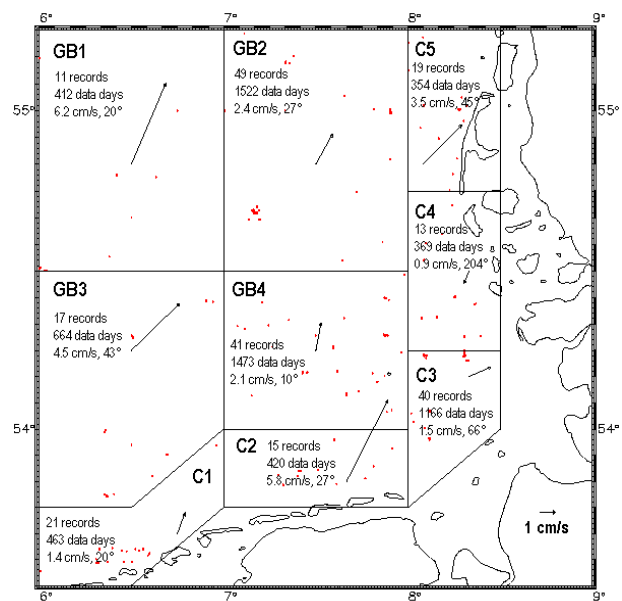 6° 7° 8° 9°
GB1
11 records
412 data days
6.2 cm/s, 20°
GB2
49 records
1522 data days
2.4 cm/s, 27°
C5
19 records
354 data days
3.5 cm/s, 45°
55°
C4
13 records
369 data days
0.9 cm/s, 204°
GB3
17 records
664 data days
4.5 cm/s, 43°
GB4
41 records
1473 data days
2.1 cm/s, 10°
C3
40 records
1166 data days
1.5 cm/s, 66°
54°
C2
15 records
420 data days
5.8 cm/s, 27°
C1
21 records
463 data days
1.4 cm/s, 20°
1 cm/s
6° 7° 8° 9°